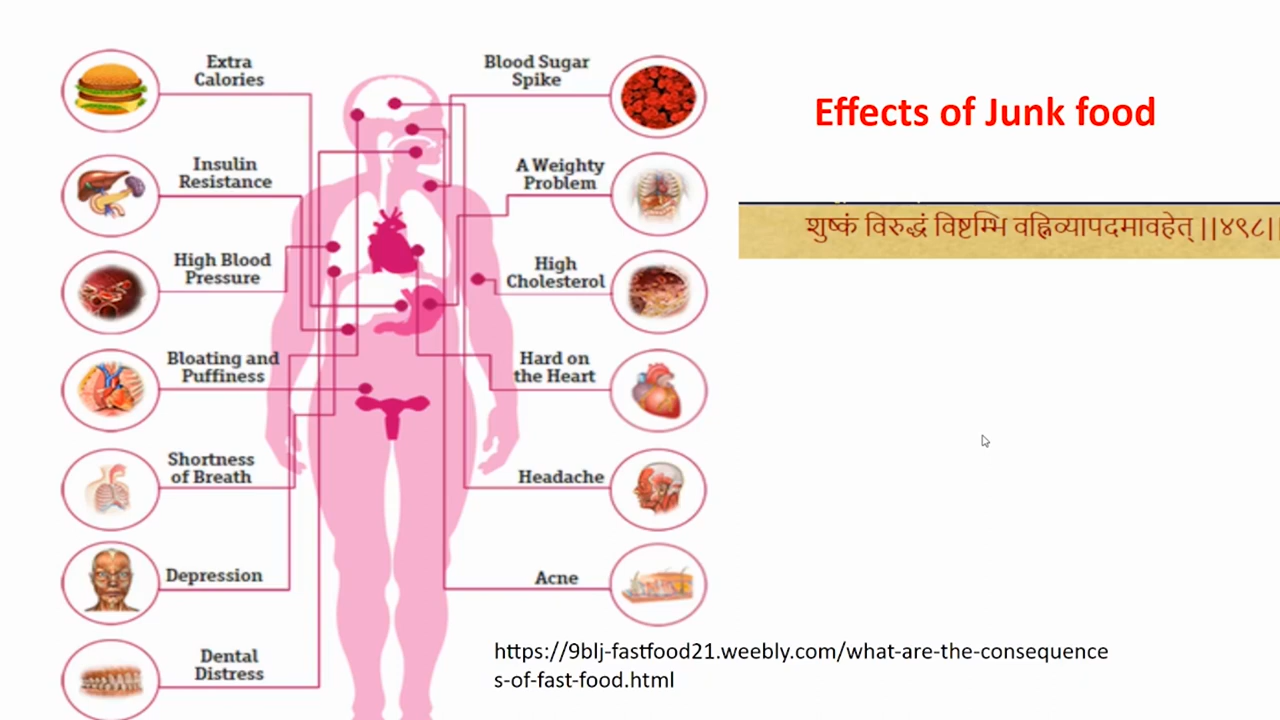 Extra
Calories
Insulin
Resistance
High Blood
Pressure
Bloating and
Puffiness
Shortness
of Breath
Depression
Dental
Distress
Blood Sugar
Spike
A Weighty
Problem
High
Cholesterol
Hard on
the Heart
Headache
Acne
Effects of Junk food
शुष्कं विरुद्धं विष्टम्भि वह्निव्यापदमावहेत् ||४९८||
https://9blj-fastfood21.weebly.com/what-are-the-consequence
s-of-fast-food.html